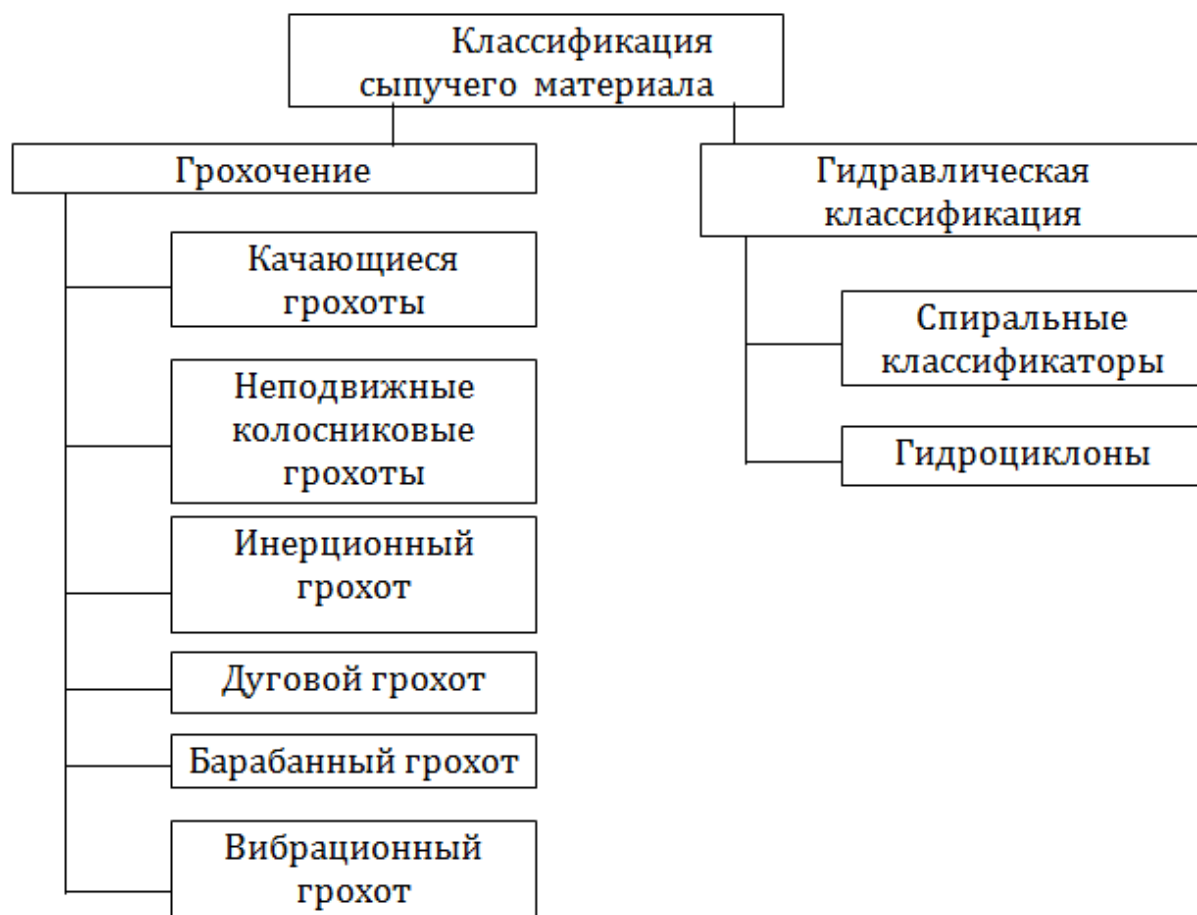 Классификация
сыпучего материала
Грохочение
Качающиеся
грохоты
Неподвижные
колосниковые
грохоты
Инерционный
грохот
Дуговой грохот
Барабанный грохот
Вибрационный
грохот
Гидравлическая
классификация
Спиральные
классификаторы
Гидроциклоны